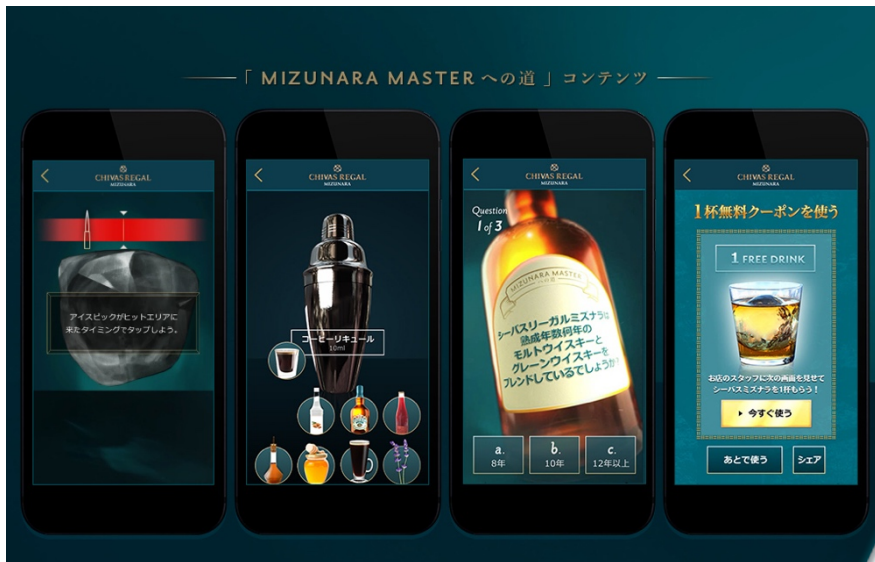 「 MIZUNARA MASTER への道 」コンテンツ
CHIVAS REGAL
MIZUNARA
アイスピックがヒットエリアに
来たタイミングでタップしよう。
CHIVAS REGAL
MIZUNARA
コーヒーリキュール
10ml
CHIVAS REGAL
MIZUNARA
Question
1 of 3
MIZUNARA MASTER
への道
シーバスリーガルミズナラは
熟成年数何年の
モルトウイスキーと
グレーンウイスキーを
ブレンドしているでしょうか?
a.
8年
b.
10年
c.
12年以上
CHIVAS REGAL
MIZUNARA
1杯無料クーポンを使う
1 FREE DRINK
お店のスタッフに次の画面を見せて
シーバスミズナラを1杯もらう！
今すぐ使う
あとで使う
シェア